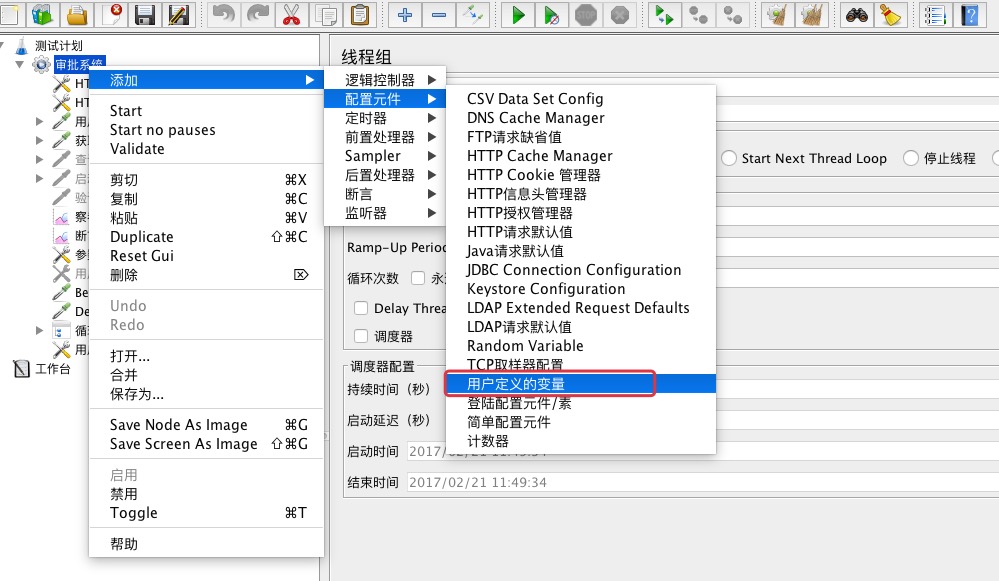 STOP
测试计划
审批系统
HT
HT
用户
获
查
启
验
察
断
参
用
Be
De
循
用
工作台
添加
Start
Start no pauses
Validate
剪切 ⌘X
复制 ⌘C
粘贴 ⌘V
Duplicate ⇧⌘C
Reset Gui
删除 ⌦
Undo
Redo
打开...
合并
保存为...
Save Node As Image ⌘G
Save Screen As Image ⇧⌘G
启用
禁用
Toggle ⌘T
帮助
逻辑控制器
配置元件
定时器
前置处理器
Sampler
后置处理器
断言
监听器
CSV Data Set Config
DNS Cache Manager
FTP请求缺省值
HTTP Cache Manager
HTTP Cookie 管理器
HTTP信息头管理器
HTTP授权管理器
HTTP请求默认值
Java请求默认值
JDBC Connection Configuration
Keystore Configuration
LDAP Extended Request Defaults
LDAP请求默认值
Random Variable
TCP取样器配置
用户定义的变量
登陆配置元件/素
简单配置元件
计数器
线程组
Start Next Thread Loop 停止线程
Ramp-Up Perioc
循环次数 永
Delay Threa
调度器
调度器配置
持续时间（秒）
启动延迟（秒）
启动时间 2017/02/21 11:49:34
结束时间 2017/02/21 11:49:34